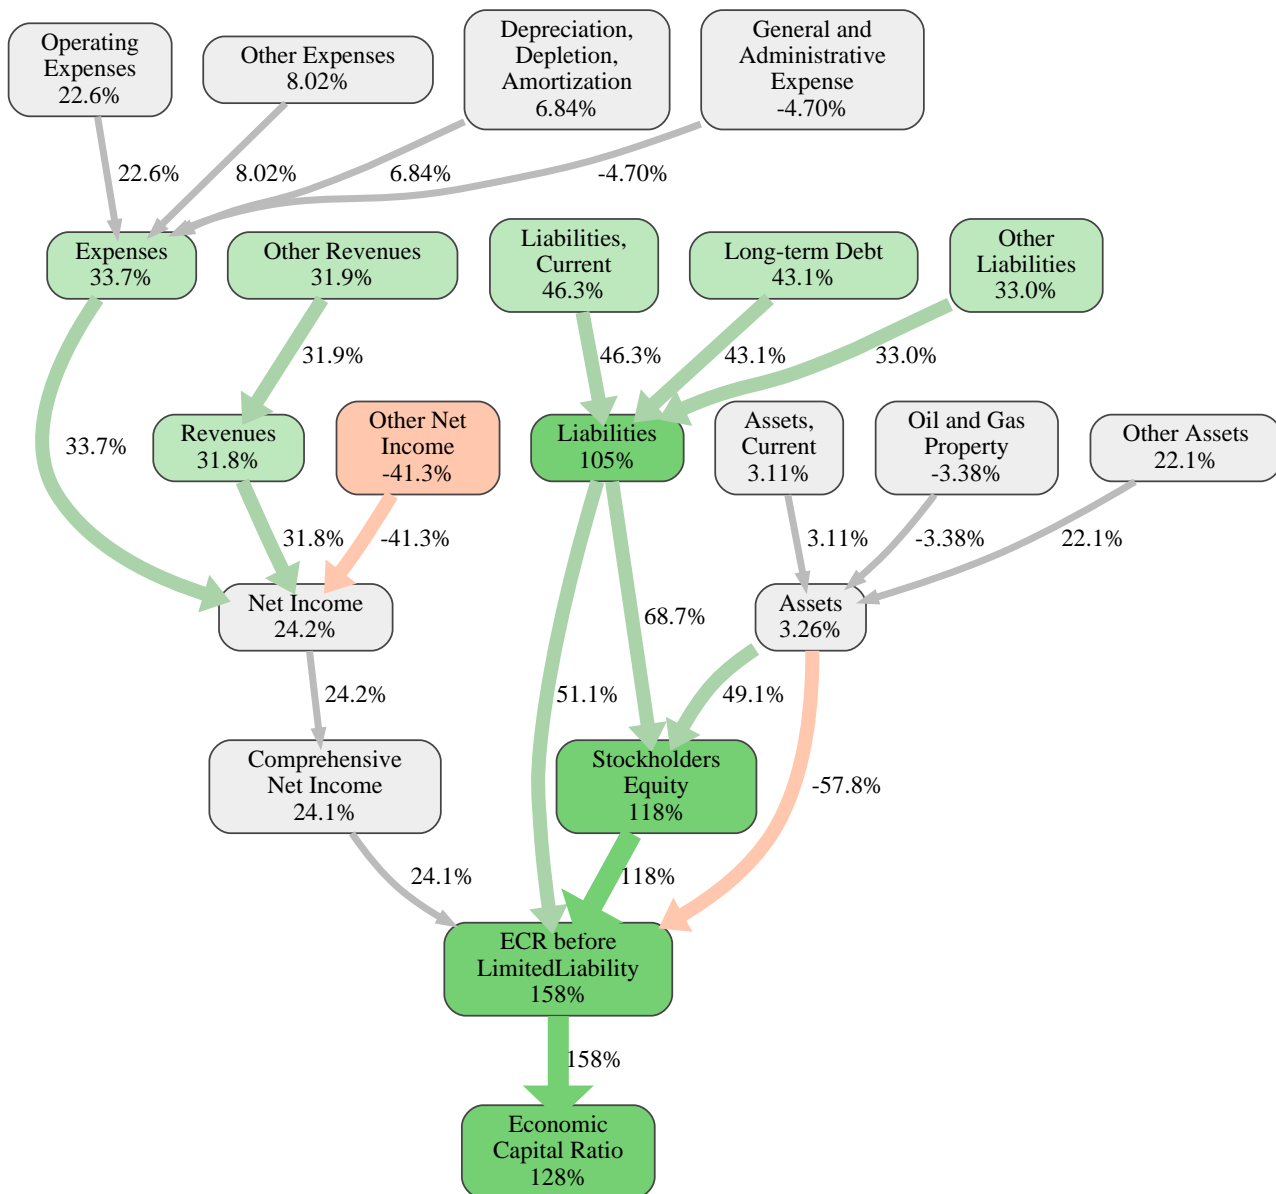 Operating
Expenses
22.6%
Other Expenses
8.02%
Depreciation,
Depletion,
Amortization
6.84%
General and
Administrative
Expense
-4.70%
22.6%
8.02%
6.84%
-4.70%
Expenses
33.7%
Other Revenues
31.9%
Liabilities,
Current
46.3%
Long-term Debt
43.1%
Other
Liabilities
33.0%
31.9%
46.3%
43.1%
33.0%
33.7%
Revenues
31.8%
Other Net
Income
-41.3%
Liabilities
105%
Assets,
Current
3.11%
Oil and Gas
Property
-3.38%
Other Assets
22.1%
31.8%
-41.3%
3.11%
-3.38%
22.1%
Net Income
24.2%
68.7%
Assets
3.26%
24.2%
51.1%
49.1%
Comprehensive
Net Income
24.1%
Stockholders
Equity
118%
-57.8%
24.1%
118%
ECR before
LimitedLiability
158%
158%
Economic
Capital Ratio
128%